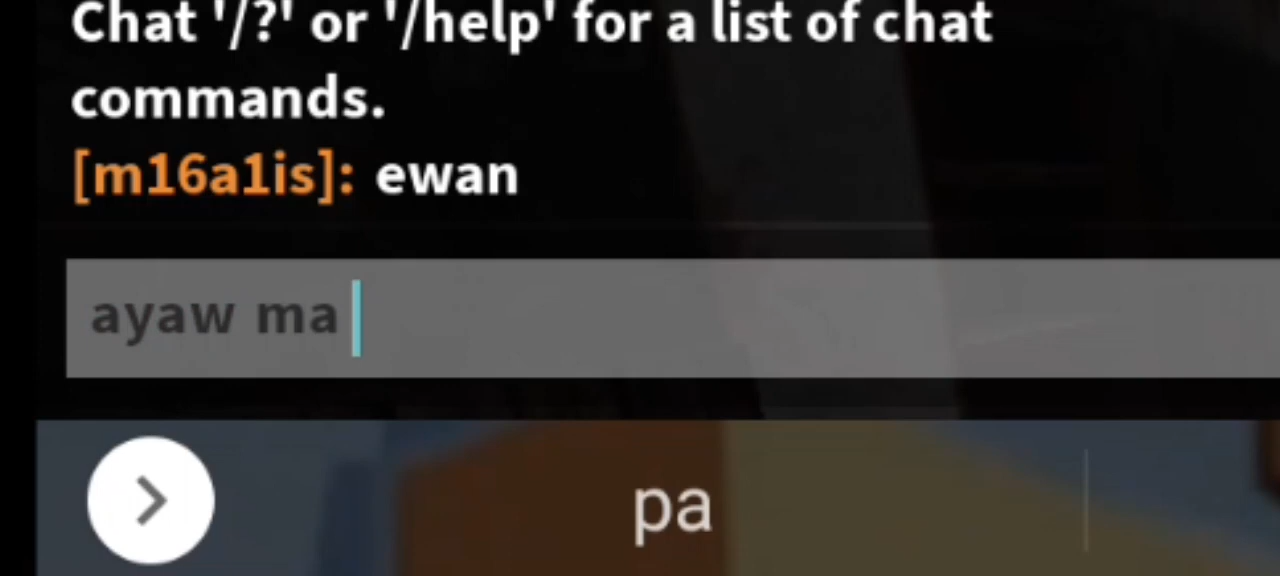 Chat '/?' or '/help' for a list of chat
commands.
[m16a1is]: ewan
ayaw ma
pa